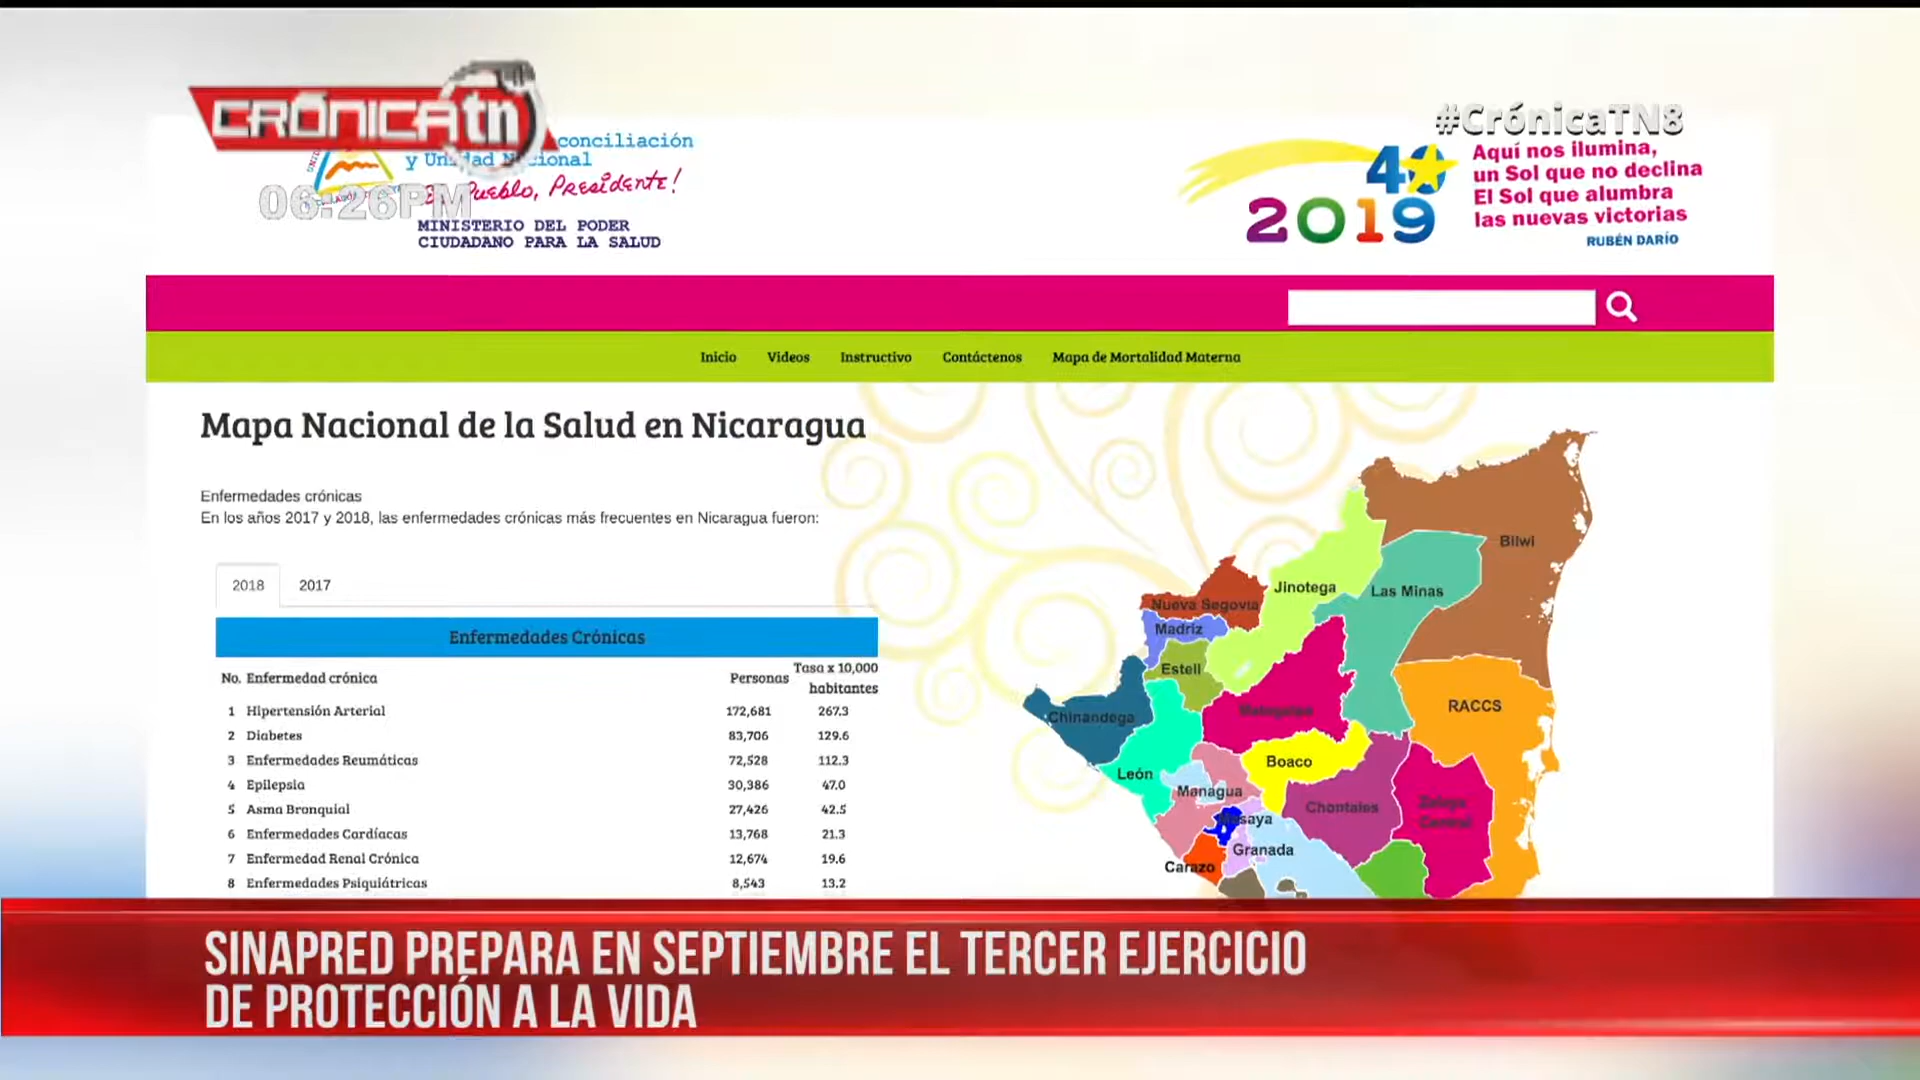 CRÓNICA tn
#CrónicaTN8
06:26PM
conciliación
y Unidad Nacional
Pueblo, Presidente!
MINISTERIO DEL PODER
CIUDADANO PARA LA SALUD
40
2019
Aquí nos ilumina,
un Sol que no declina
El Sol que alumbra
las nuevas victorias
RUBÉN DARÍO
Inicio Videos Instructivo Contáctenos Mapa de Mortalidad Materna
Mapa Nacional de la Salud en Nicaragua
Enfermedades crónicas
En los años 2017 y 2018, las enfermedades crónicas más frecuentes en Nicaragua fueron:
2018 2017
Enfermedades Crónicas
No. Enfermedad crónica Personas Tasa x 10,000
habitantes
1 Hipertensión Arterial 172,681 267.3
2 Diabetes 83,706 129.6
3 Enfermedades Reumáticas 72,528 112.3
4 Epilepsia 30,386 47.0
5 Asma Bronquial 27,426 42.5
6 Enfermedades Cardíacas 13,768 21.3
7 Enfermedad Renal Crónica 12,674 19.6
8 Enfermedades Psiquiátricas 8,543 13.2
Bilwi
Jinotega
Las Minas
Nueva Segovia
Madriz
Estelí
RACCS
Chinandega
Matagalpa
Boaco
León
Managua
Chontales
Zelaya
Central
Masaya
Granada
Carazo
SINAPRED PREPARA EN SEPTIEMBRE EL TERCER EJERCICIO
DE PROTECCIÓN A LA VIDA